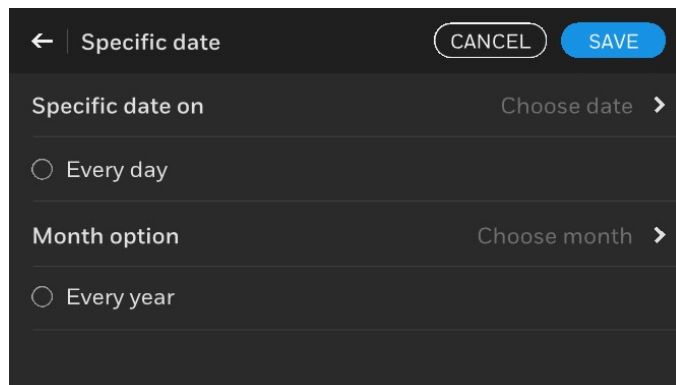 Specific date CANCEL SAVE
Specific date on Choose date
Every day
Month option Choose month
Every year